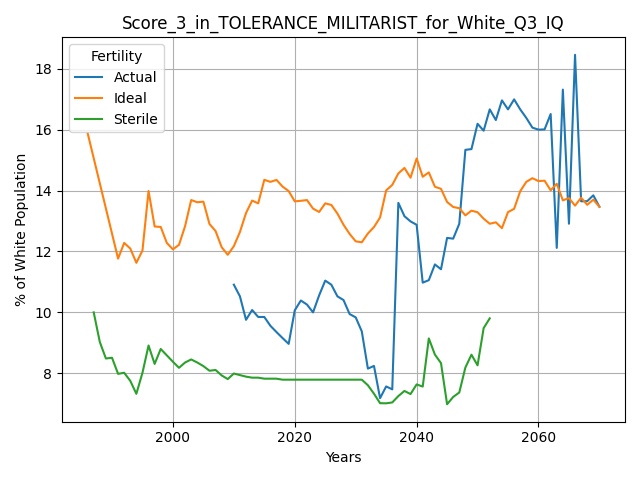 Score_3_in_TOLERANCE_MILITARIST_for_White_Q3_IQ
Fertility
Actual
Ideal
Sterile
% of White Population
18
16
14
12
10
8
2000 2020 2040 2060
Years